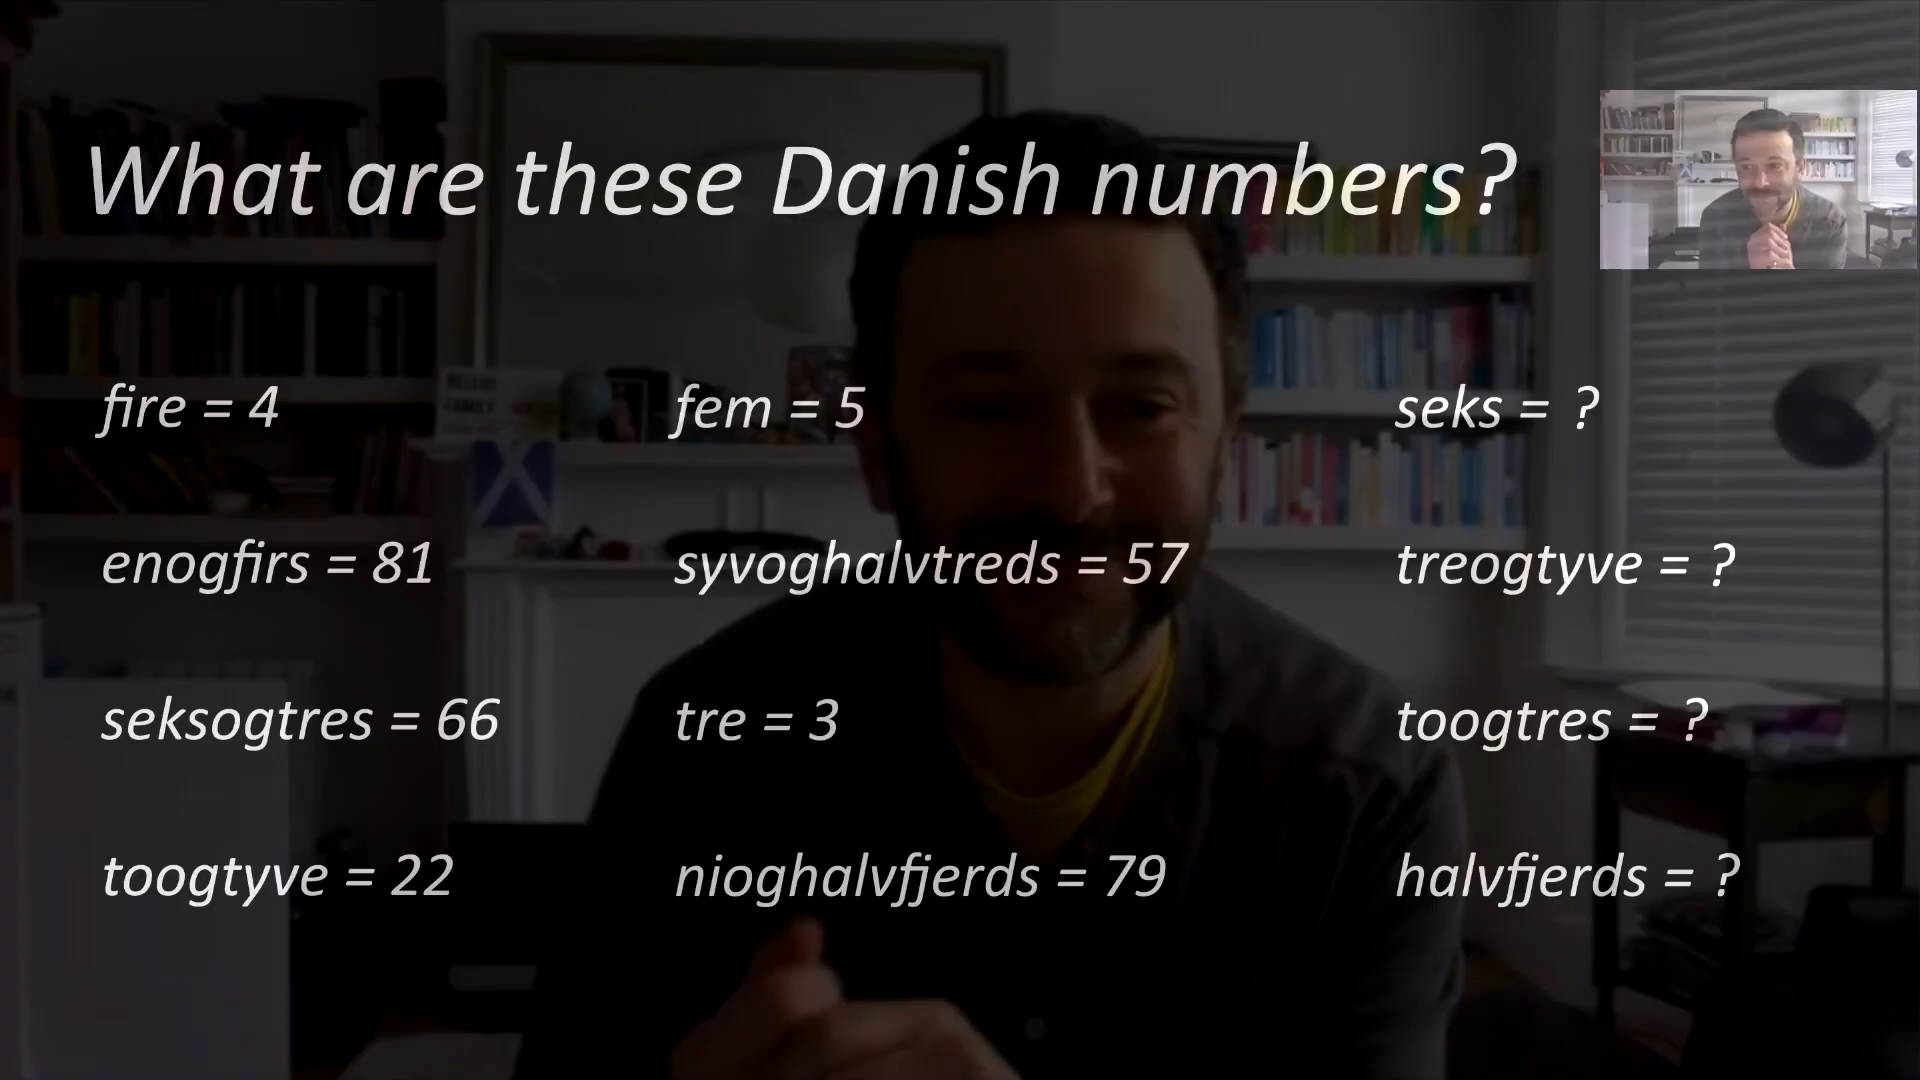 What are these Danish numbers?
fire = 4
fem = 5
seks = ?
enogfirs = 81
syvoghalvtreds = 57
treogtyve = ?
seksogtres = 66
tre = 3
toogtres = ?
toogtyve = 22
nioghalvfjerds = 79
halvfjerds = ?